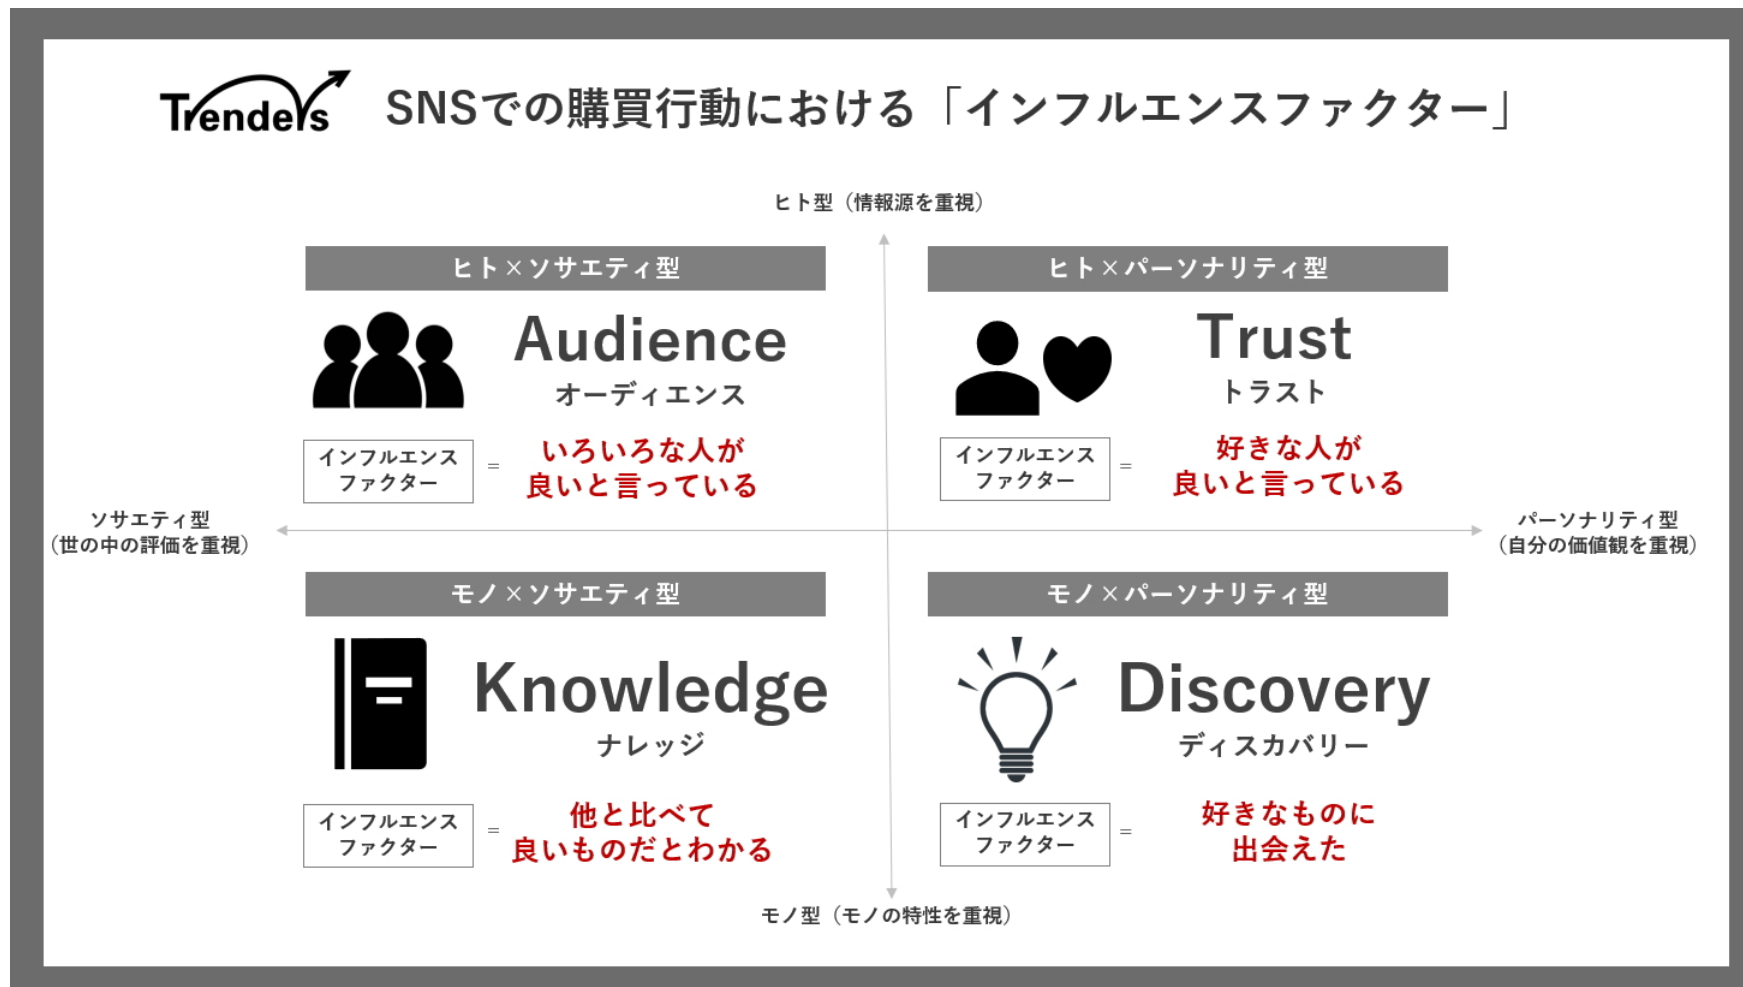 Trenders
SNSでの購買行動における「インフルエンスファクター」
ヒト型（情報源を重視）
ヒト×ソサエティ型
Audience
オーディエンス
インフルエンス
ファクター
=
いろいろな人が
良いと言っている
ヒト×パーソナリティ型
Trust
トラスト
インフルエンス
ファクター
=
好きな人が
良いと言っている
ソサエティ型
（世の中の評価を重視）
パーソナリティ型
（自分の価値観を重視）
モノ×ソサエティ型
Knowledge
ナレッジ
インフルエンス
ファクター
=
他と比べて
良いものだとわかる
モノ×パーソナリティ型
Discovery
ディスカバリー
インフルエンス
ファクター
=
好きなものに
出会えた
モノ型（モノの特性を重視）